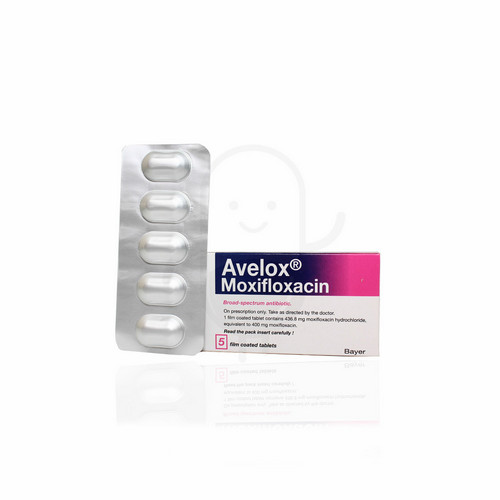 Avelox®
Moxifloxacin
Broad-spectrum antibiotic.
On prescription only. Take as directed by the doctor.
1 film coated tablet contains 436.8 mg moxifloxacin hydrochloride,
equivalent to 400 mg moxifloxacin.
Read the pack insert carefully !
5 film coated tablets
Bayer